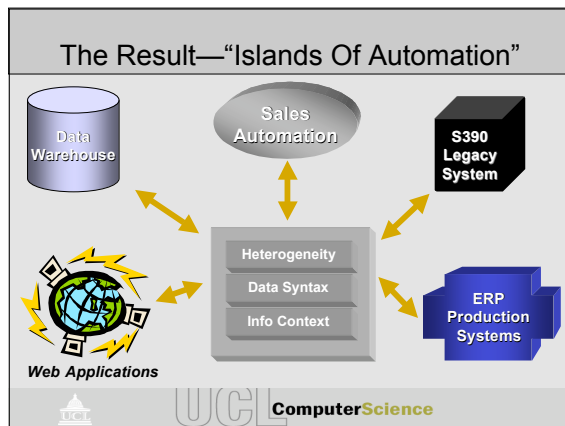 The Result—“Islands Of Automation”
Data
Warehouse
Sales
Automation
S390
Legacy
System
Heterogeneity
Data Syntax
Info Context
Web Applications
ERP
Production
Systems
UCL
UCL
ComputerScience